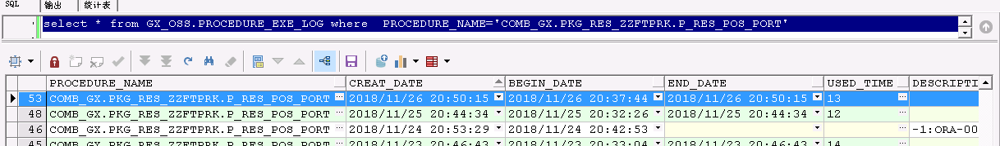 SQL 输出 统计表
select * from GX_OSS.PROCEDURE_EXE_LOG where  PROCEDURE_NAME='COMB_GX.PKG_RES_ZZFTPRK.P_RES_POS_PORT'
PROCEDURE_NAME CREAT_DATE BEGIN_DATE END_DATE USED_TIME DESCRIPTI
53 COMB_GX.PKG_RES_ZZFTPRK.P_RES_POS_PORT 2018/11/26 20:50:15 2018/11/26 20:37:44 2018/11/26 20:50:15 13
48 COMB_GX.PKG_RES_ZZFTPRK.P_RES_POS_PORT 2018/11/25 20:44:34 2018/11/25 20:32:26 2018/11/25 20:44:34 12
46 COMB_GX.PKG_RES_ZZFTPRK.P_RES_POS_PORT 2018/11/24 20:53:29 2018/11/24 20:42:53 -1:ORA-00
45 COMB_GX.PKG_RES_ZZFTPRK.P_RES_POS_PORT 2018/11/23 20:46:43 2018/11/23 20:33:04 2018/11/23 20:46:43 14